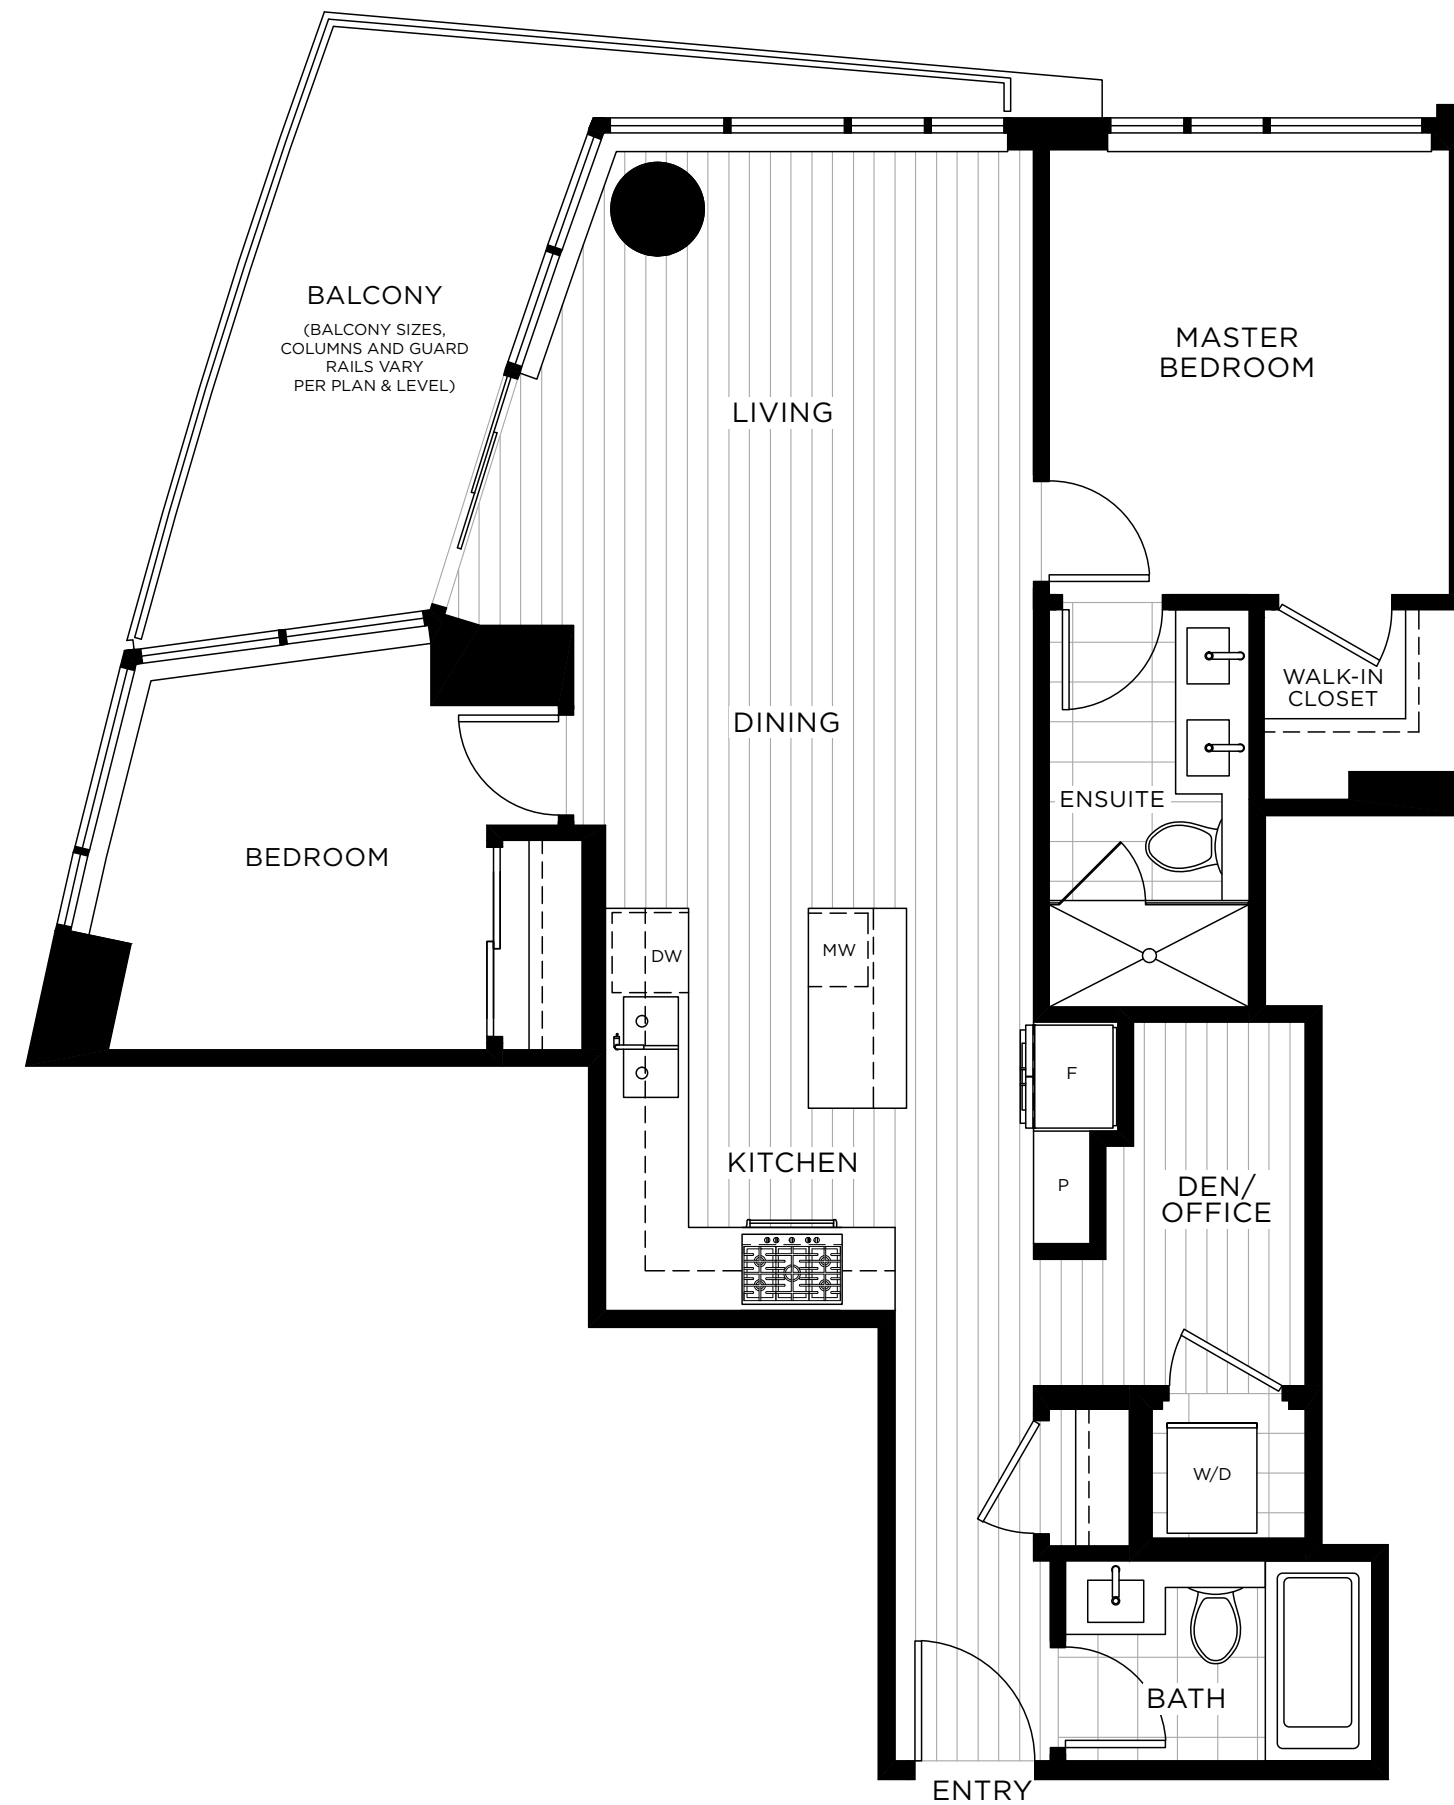 BALCONY
(BALCONY SIZES,
COLUMNS AND GUARD
RAILS VARY
PER PLAN & LEVEL)
MASTER
BEDROOM
LIVING
WALK-IN
CLOSET
DINING
ENSUITE
BEDROOM
DW
MW
F
KITCHEN
P
DEN/
OFFICE
W/D
BATH
ENTRY